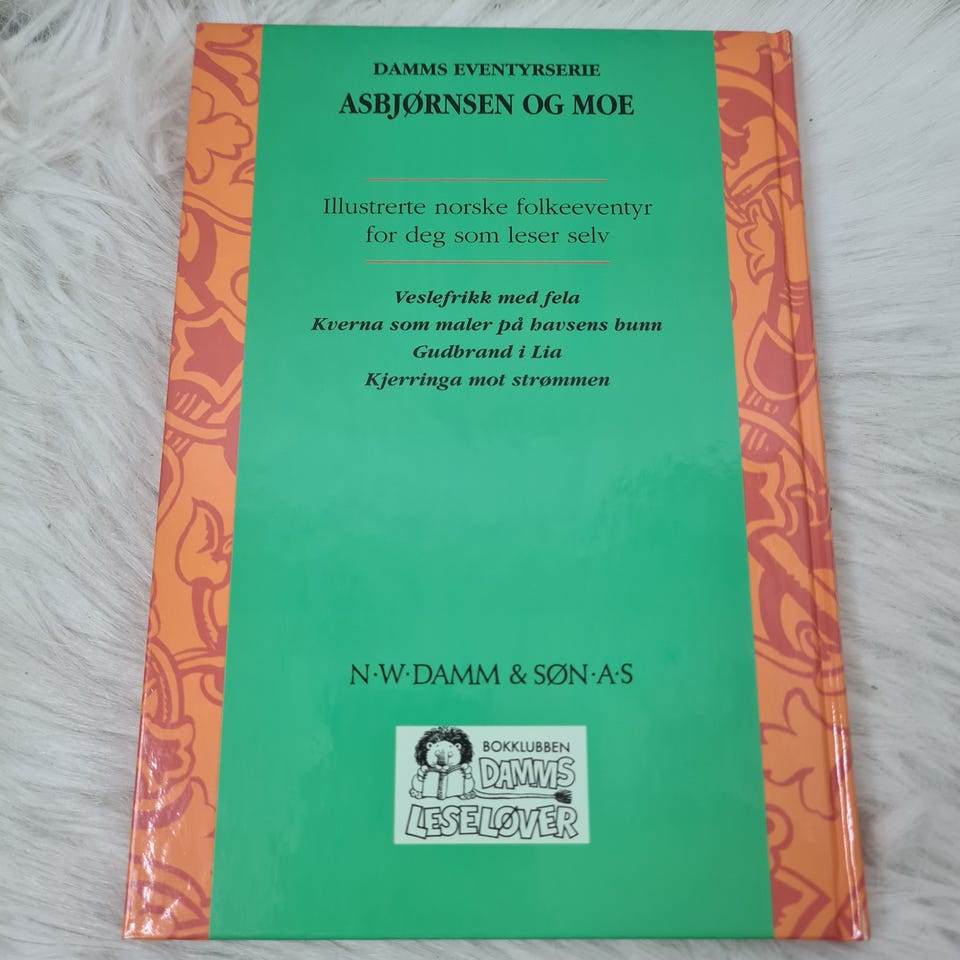 DAMMS EVENTYRSERIE
ASBJØRNSEN OG MOE
Illustrerte norske folkeeventyr
for deg som leser selv
Veslefrikk med fela
Kverna som maler på havsens bunn
Gudbrand i Lia
Kjerringa mot strømmen
N·W·DAMM & SØN·A·S
BOKKLUBBEN
DAMMS
LESELØVER